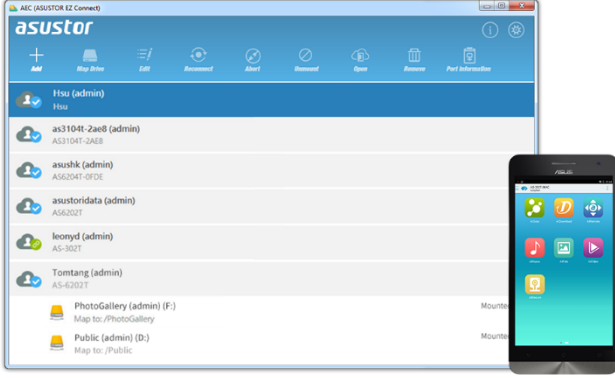 AEC (ASUSTOR EZ Connect)
asustor
Add
Map Drive
Edit
Reconnect
Abort
Unmount
Open
Remove
Port Information
Hsu (admin)
Hsu
as3104t-2ae8 (admin)
AS3104T-2AE8
asushk (admin)
AS6204T-0FDE
asustoridata (admin)
AS6202T
leonyd (admin)
AS-302T
Tomtang (admin)
AS-6202T
PhotoGallery (admin) (F:)
Map to: /PhotoGallery
Public (admin) (D:)
Map to: /Public
ASUS